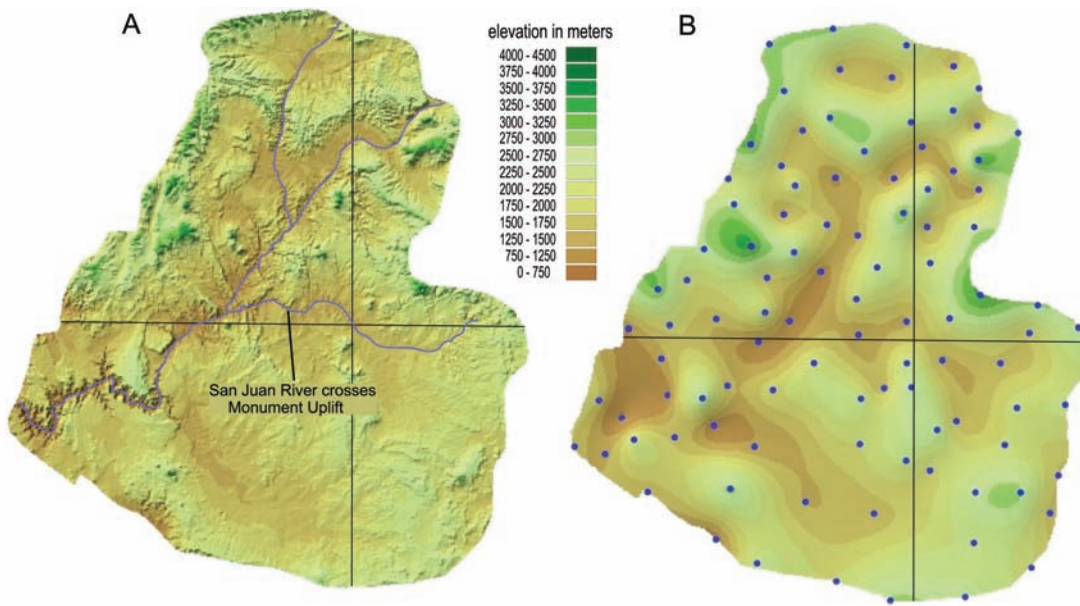 A
elevation in meters
4000 - 4500
3750 - 4000
3500 - 3750
3250 - 3500
3000 - 3250
2750 - 3000
2500 - 2750
2250 - 2500
2000 - 2250
1750 - 2000
1500 - 1750
1250 - 1500
750 - 1250
0 - 750
B
San Juan River crosses
Monument Uplift